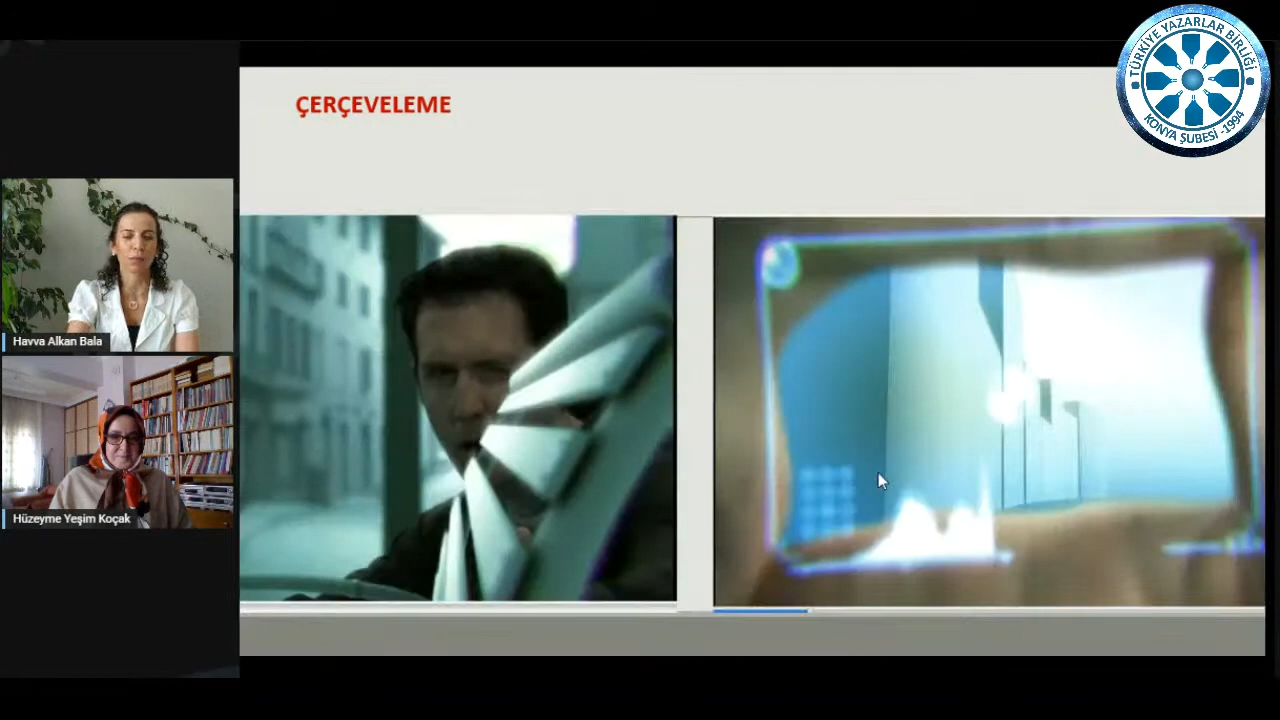 ÇERÇEVELEME
TÜRKİYE YAZARLAR BİRLİĞİ
KONYA ŞUBESİ -1994
Havva Alkan Bala
Hüzeyme Yeşim Koçak